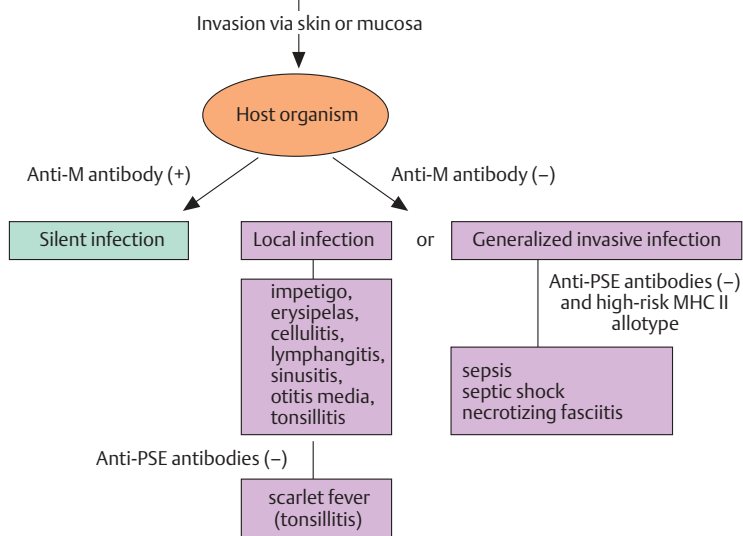 Invasion via skin or mucosa
Host organism
Anti-M antibody (+)
Anti-M antibody (−)
Silent infection
Local infection
or
Generalized invasive infection
impetigo,
erysipelas,
cellulitis,
lymphangitis,
sinusitis,
otitis media,
tonsillitis
Anti-PSE antibodies (−)
and high-risk MHC II
allotype
sepsis
septic shock
necrotizing fasciitis
Anti-PSE antibodies (−)
scarlet fever
(tonsillitis)